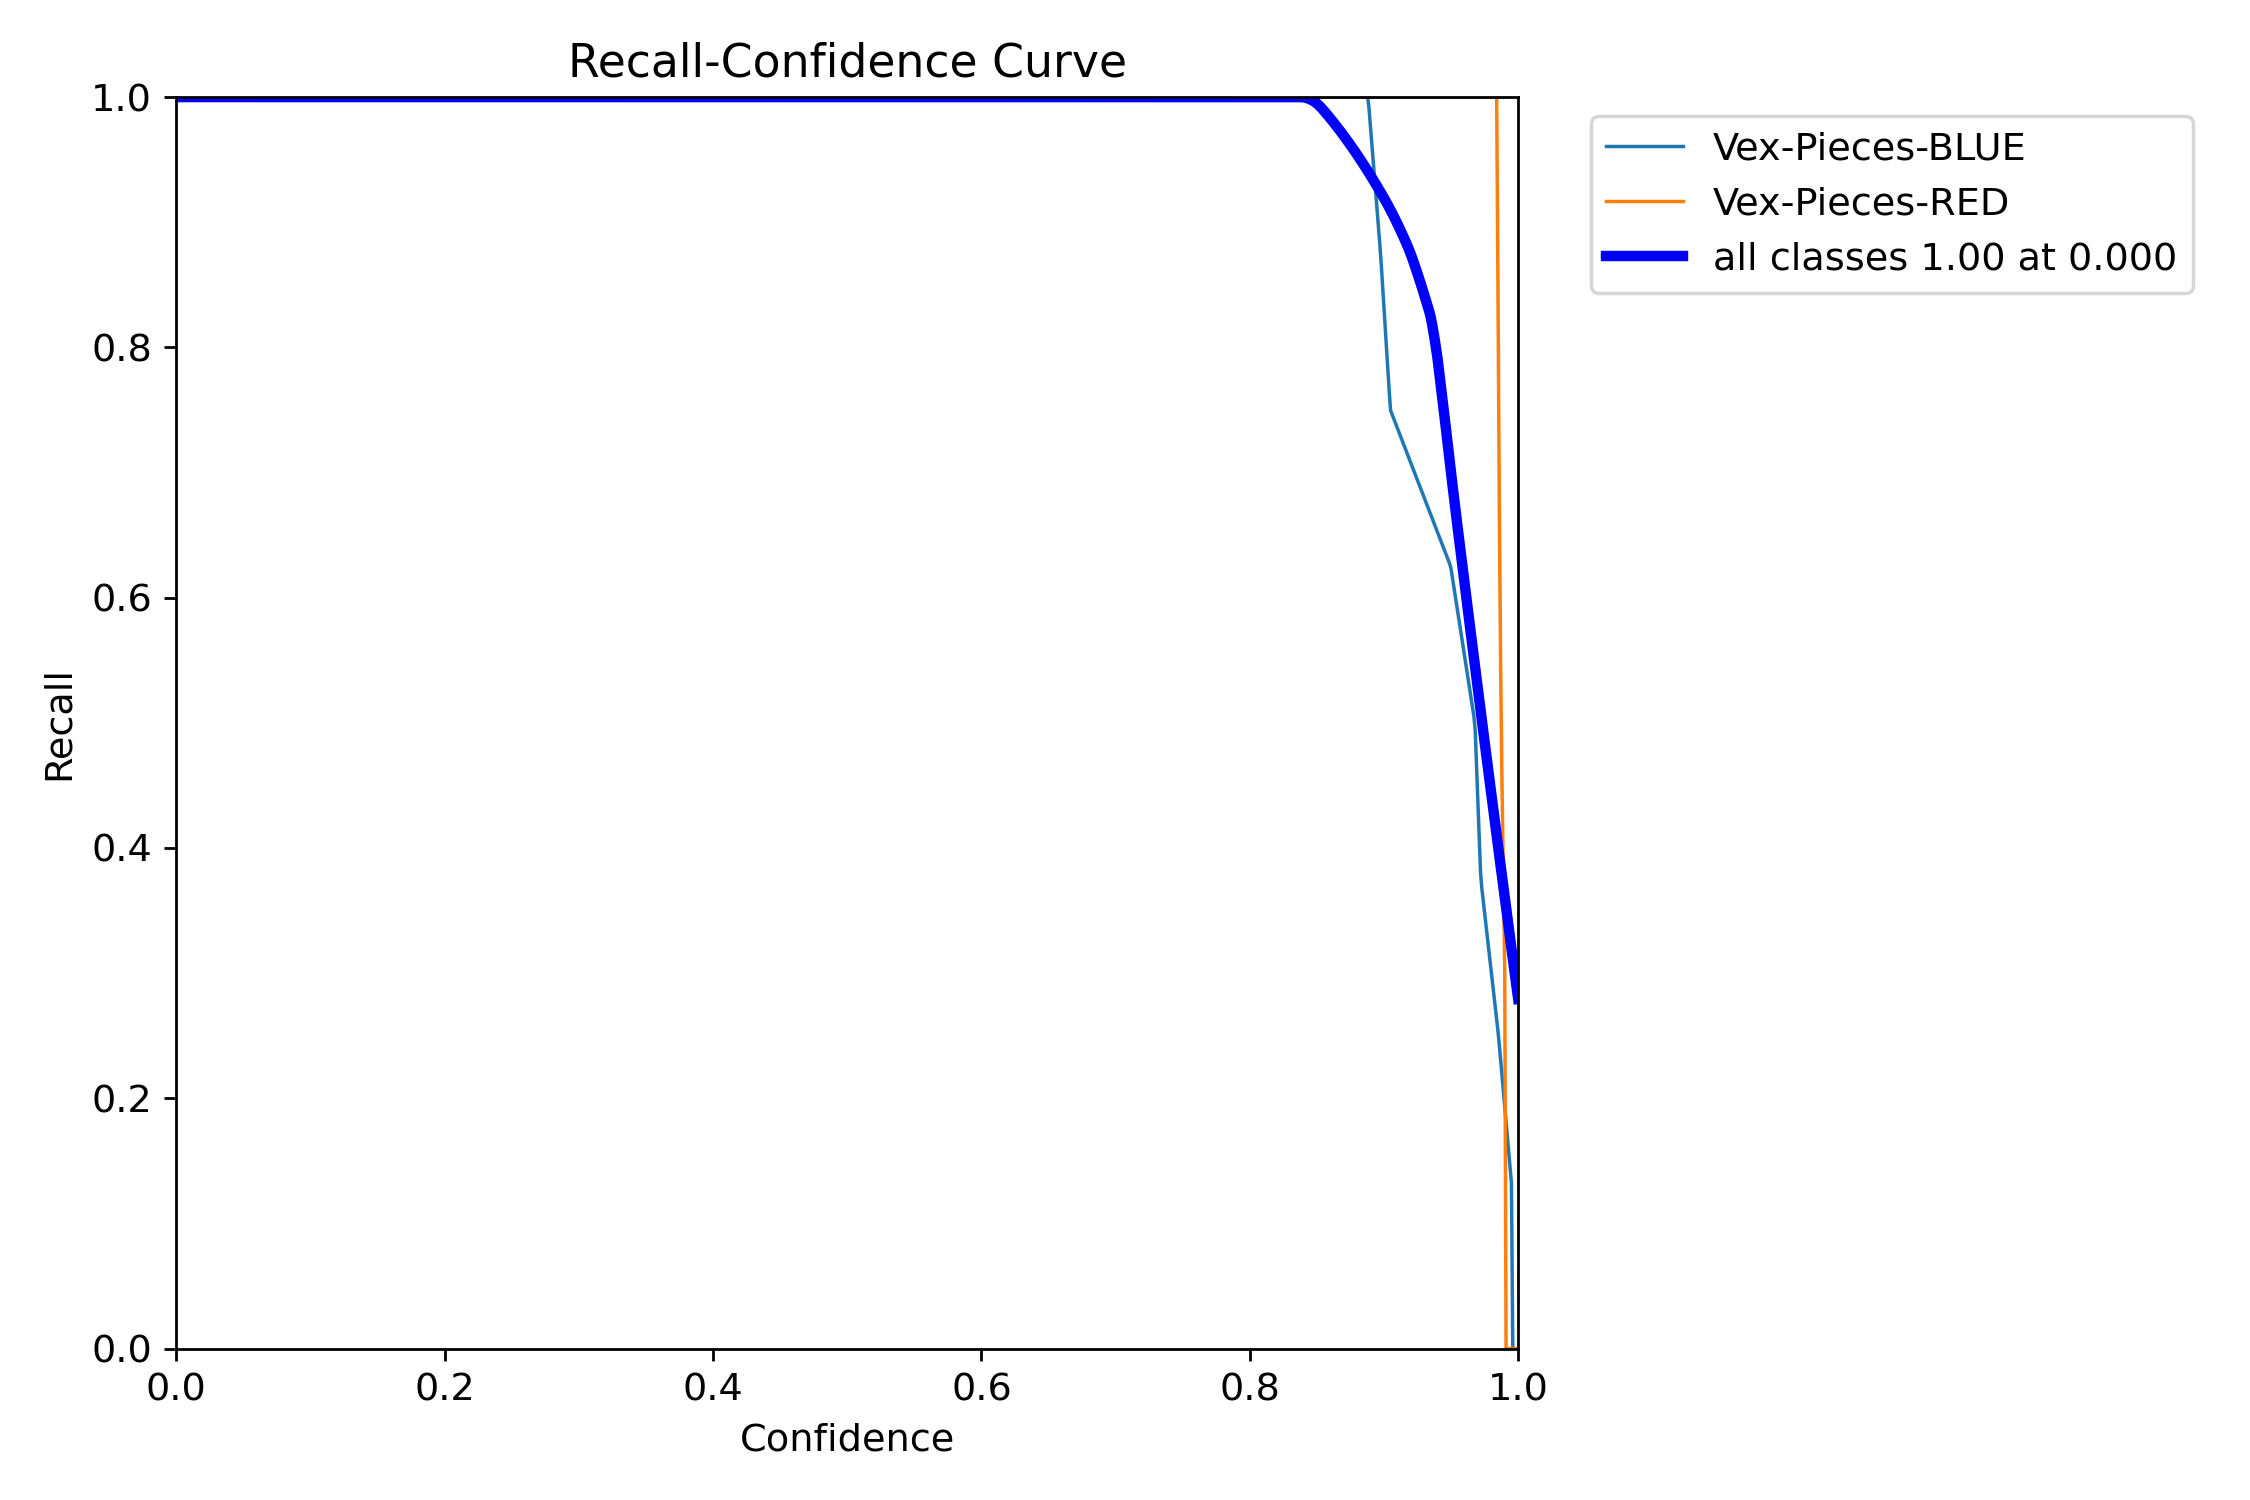 Recall-Confidence Curve
1.0
0.8
0.6
0.4
0.2
0.0
Recall
0.0 0.2 0.4 0.6 0.8 1.0
Confidence
Vex-Pieces-BLUE
Vex-Pieces-RED
all classes 1.00 at 0.000